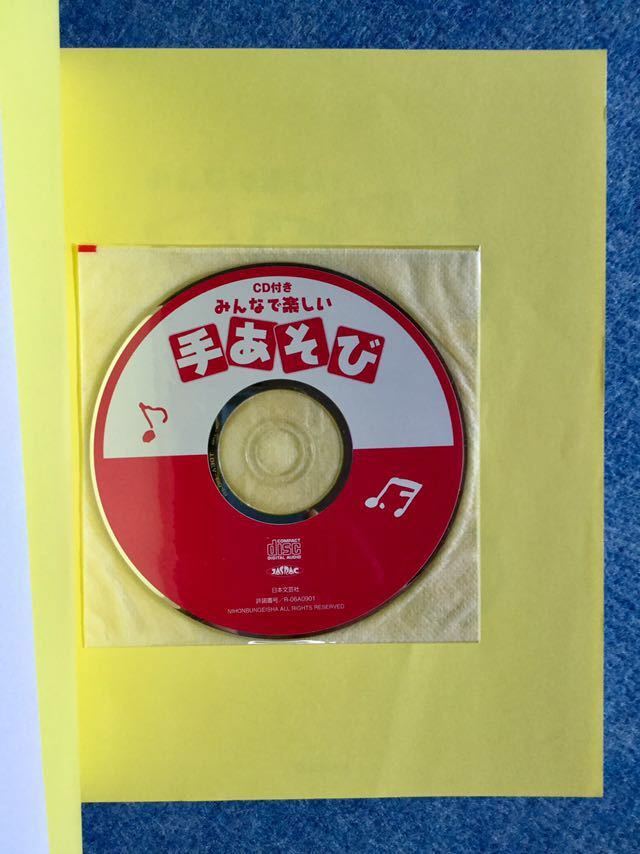 CD付き
みんなで楽しい
手あそび
COMPACT
disc
DIGITAL AUDIO
JASRAC
日本文芸社
許諾番号/R-06A0901
NIHONBUNGEISHA ALL RIGHTS RESERVED